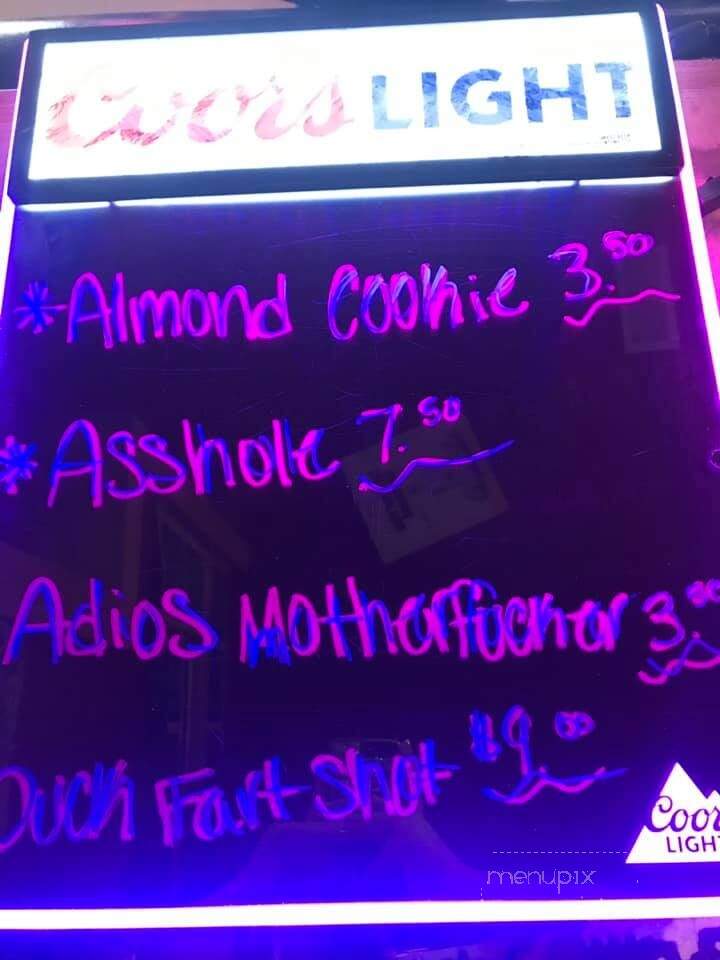 Coors LIGHT
*Almond Cookie 3.50
*Asshole 7.50
Adios Motherfucker 3.
Duck Fart Shot $9.00
Coors
LIGHT
menupix